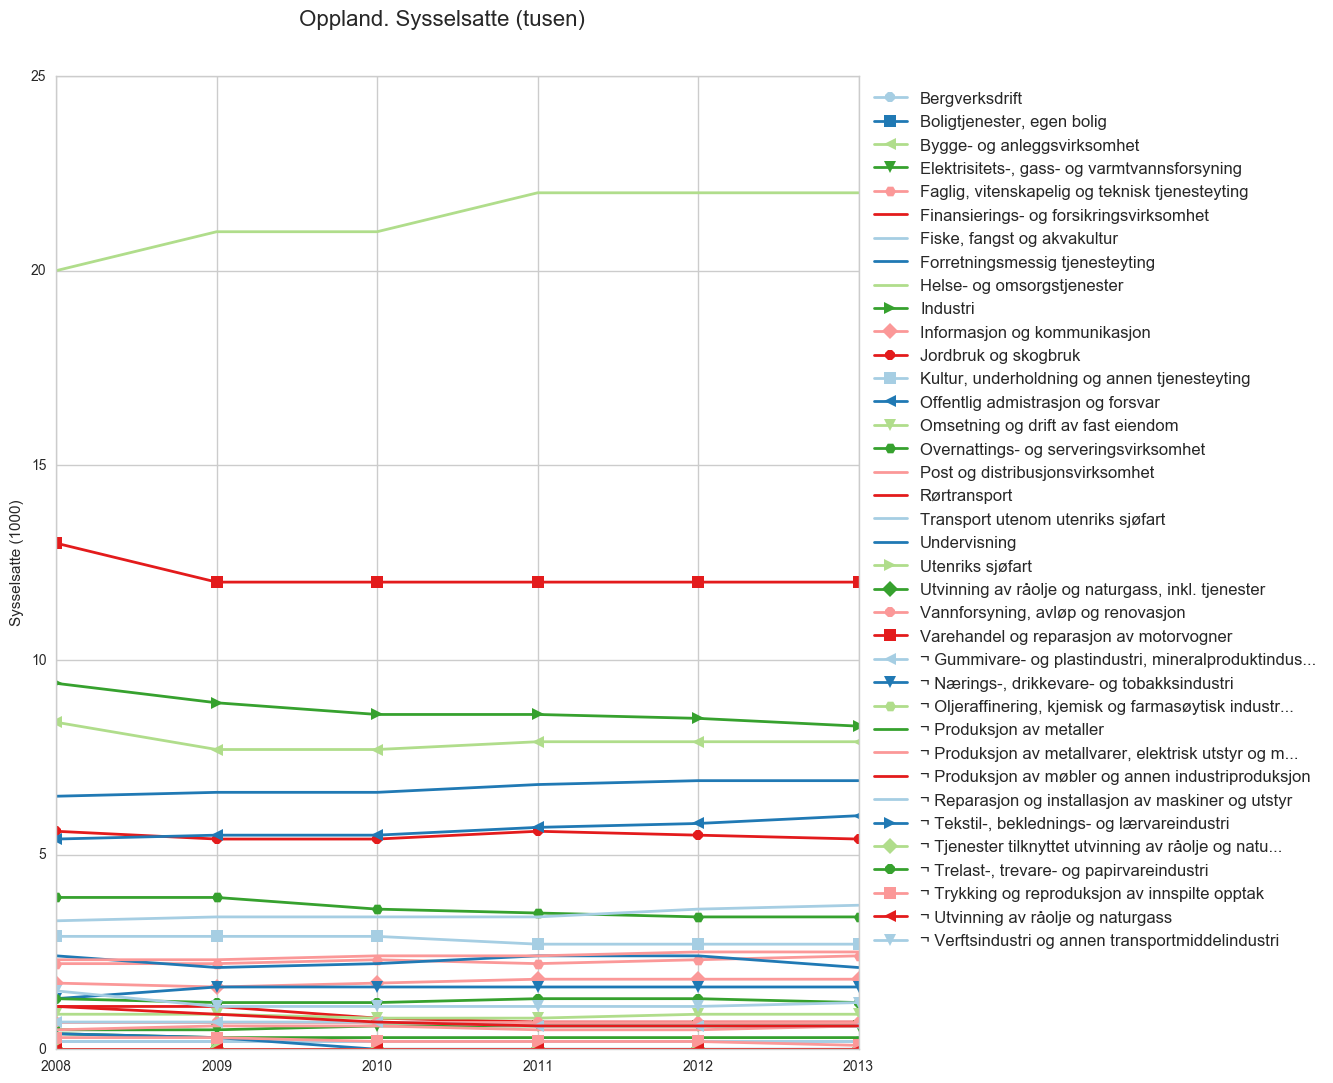 Oppland. Sysselsatte (tusen)
25
20
15
10
5
0
Sysselsatte (1000)
2008
2009
2010
2011
2012
2013
Bergverksdrift
Boligtjenester, egen bolig
Bygge- og anleggsvirksomhet
Elektrisitets-, gass- og varmtvannsforsyning
Faglig, vitenskapelig og teknisk tjenesteyting
Finansierings- og forsikringsvirksomhet
Fiske, fangst og akvakultur
Forretningsmessig tjenesteyting
Helse- og omsorgstjenester
Industri
Informasjon og kommunikasjon
Jordbruk og skogbruk
Kultur, underholdning og annen tjenesteyting
Offentlig admistrasjon og forsvar
Omsetning og drift av fast eiendom
Overnattings- og serveringsvirksomhet
Post og distribusjonsvirksomhet
Rørtransport
Transport utenom utenriks sjøfart
Undervisning
Utenriks sjøfart
Utvinning av råolje og naturgass, inkl. tjenester
Vannforsyning, avløp og renovasjon
Varehandel og reparasjon av motorvogner
¬ Gummivare- og plastindustri, mineralproduktindus...
¬ Nærings-, drikkevare- og tobakksindustri
¬ Oljeraffinering, kjemisk og farmasøytisk industr...
¬ Produksjon av metaller
¬ Produksjon av metallvarer, elektrisk utstyr og m...
¬ Produksjon av møbler og annen industriproduksjon
¬ Reparasjon og installasjon av maskiner og utstyr
¬ Tekstil-, beklednings- og lærvareindustri
¬ Tjenester tilknyttet utvinning av råolje og natu...
¬ Trelast-, trevare- og papirvareindustri
¬ Trykking og reproduksjon av innspilte opptak
¬ Utvinning av råolje og naturgass
¬ Verftsindustri og annen transportmiddelindustri